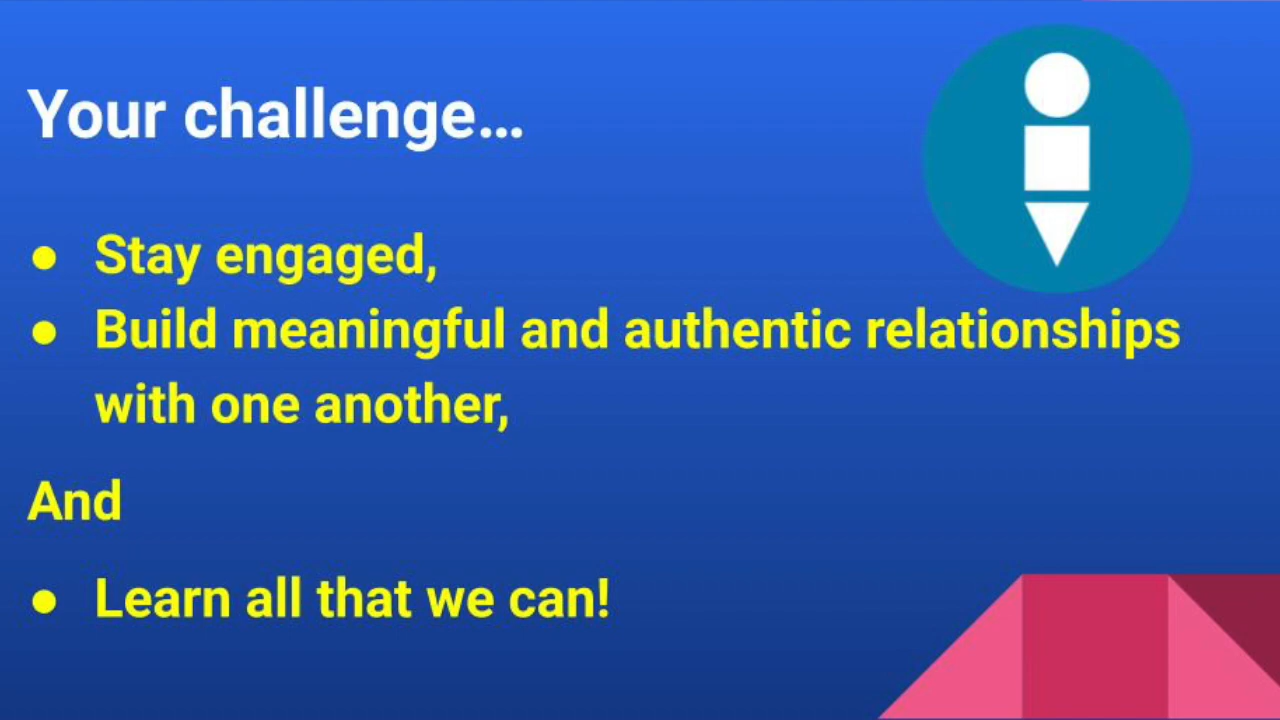 Your challenge…
● Stay engaged,
● Build meaningful and authentic relationships
with one another,
And
● Learn all that we can!